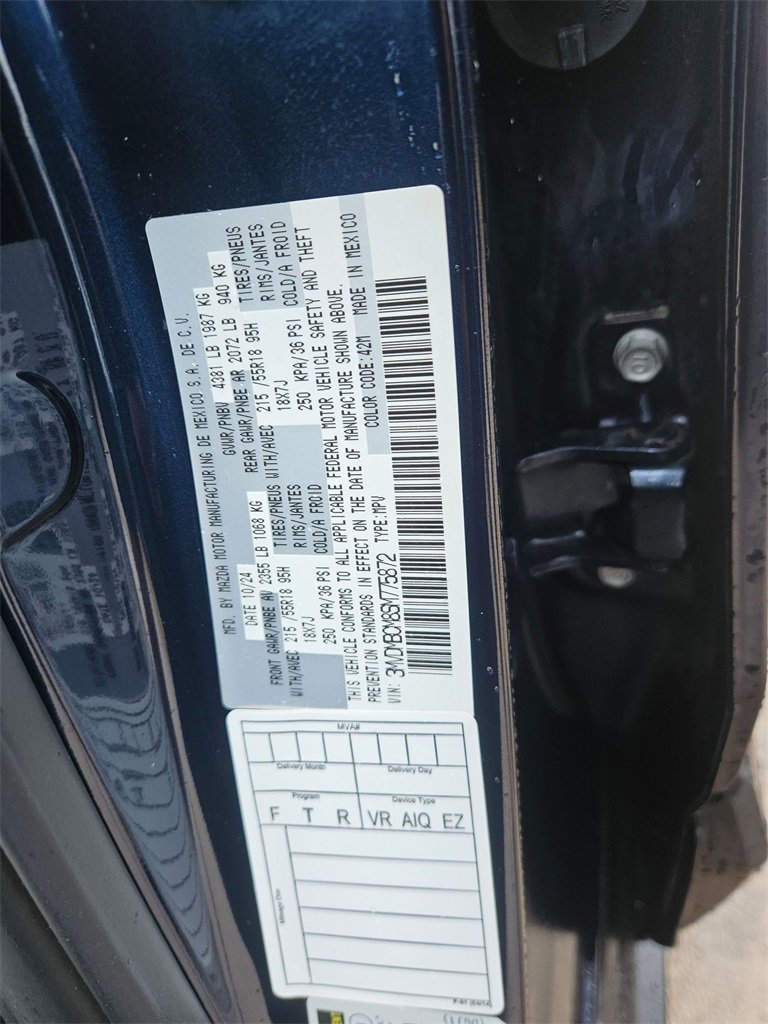 MFD. BY MAZDA MOTOR MANUFACTURING DE MEXICO S.A. DE C.V.
DATE 10/24 GVWR/PNBV 4381 LB 1987 KG
FRONT GAWR/PNBE AV 2355 LB 1068 KG REAR GAWR/PNBE AR 2072 LB 940 KG
WITH/AVEC 215 /55R18 95H TIRES/PNEUS WITH/AVEC 215 /55R18 95H TIRES/PNEUS
18X7J RIMS/JANTES 18X7J RIMS/JANTES
250 KPA/36 PSI COLD/A FROID 250 KPA/36 PSI COLD/A FROID
THIS VEHICLE CONFORMS TO ALL APPLICABLE FEDERAL MOTOR VEHICLE SAFETY AND THEFT
PREVENTION STANDARDS IN EFFECT ON THE DATE OF MANUFACTURE SHOWN ABOVE.
VIN: TYPE:MPV COLOR CODE:42M MADE IN MEXICO
MVA#
Delivery Month Delivery Day
Program Device Type
F T R VR AIQ EZ